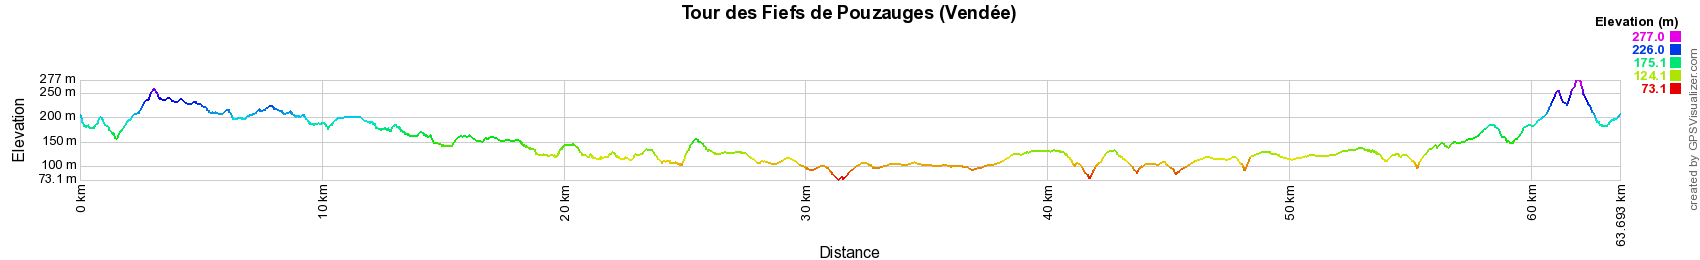 Tour des Fiefs de Pouzauges (Vendée)
Elevation (m)
277.0
226.0
175.1
124.1
73.1
277 m
250 m
200 m
150 m
100 m
73.1 m
Elevation
0 km
10 km
20 km
30 km
40 km
50 km
60 km
63.693 km
Distance
created by GPSVisualizer.com